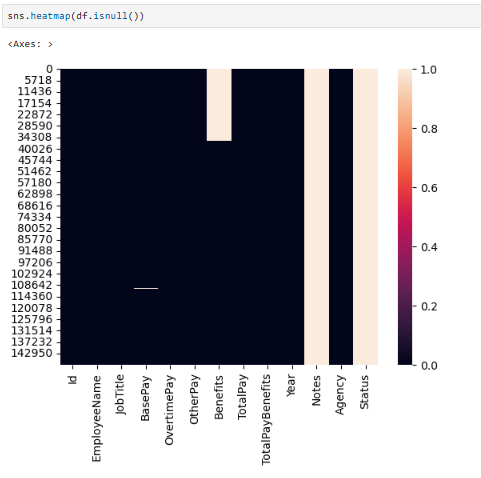 sns.heatmap(df.isnull())
<Axes: >
0
5718
11436
17154
22872
28590
34308
40026
45744
51462
57180
62898
68616
74334
80052
85770
91488
97206
102924
108642
114360
120078
125796
131514
137232
142950
1.0
0.8
0.6
0.4
0.2
0.0
Id
EmployeeName
JobTitle
BasePay
OvertimePay
OtherPay
Benefits
TotalPay
TotalPayBenefits
Year
Notes
Agency
Status